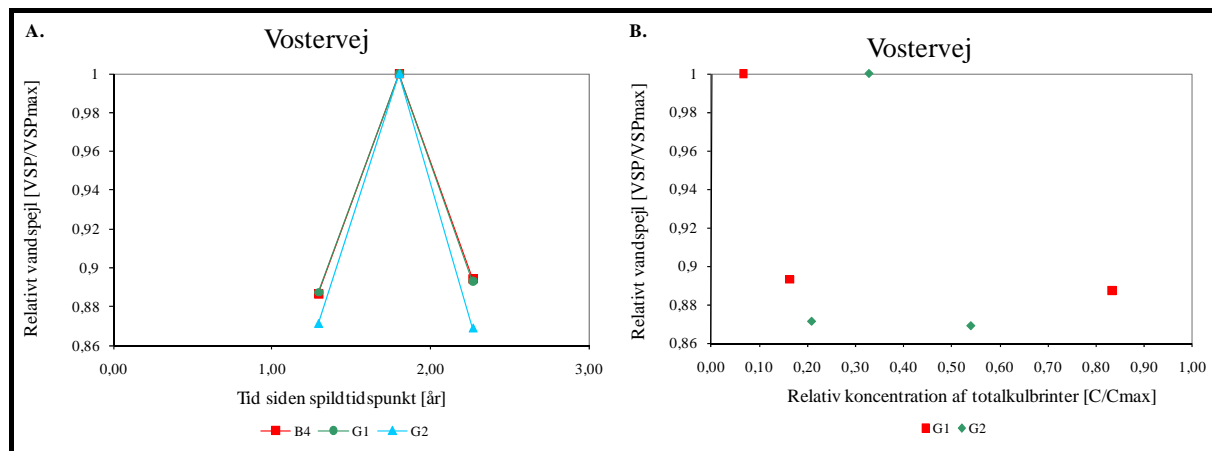 A.
Vostervej
Relativt vandspejl [VSP/VSPmax]
1
0,98
0,96
0,94
0,92
0,9
0,88
0,86
0,00
1,00
2,00
3,00
Tid siden spildtidspunkt [år]
B4
G1
G2
B.
Vostervej
Relativt vandspejl [VSP/VSPmax]
1
0,98
0,96
0,94
0,92
0,9
0,88
0,86
0,00
0,10
0,20
0,30
0,40
0,50
0,60
0,70
0,80
0,90
1,00
Relativ koncentration af totalkulbrinter [C/Cmax]
G1
G2